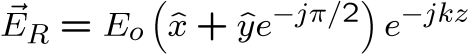 $\vec{E}_R = E_o \left( \hat{x} + \hat{y} e^{-j\pi/2} \right) e^{-jkz}$